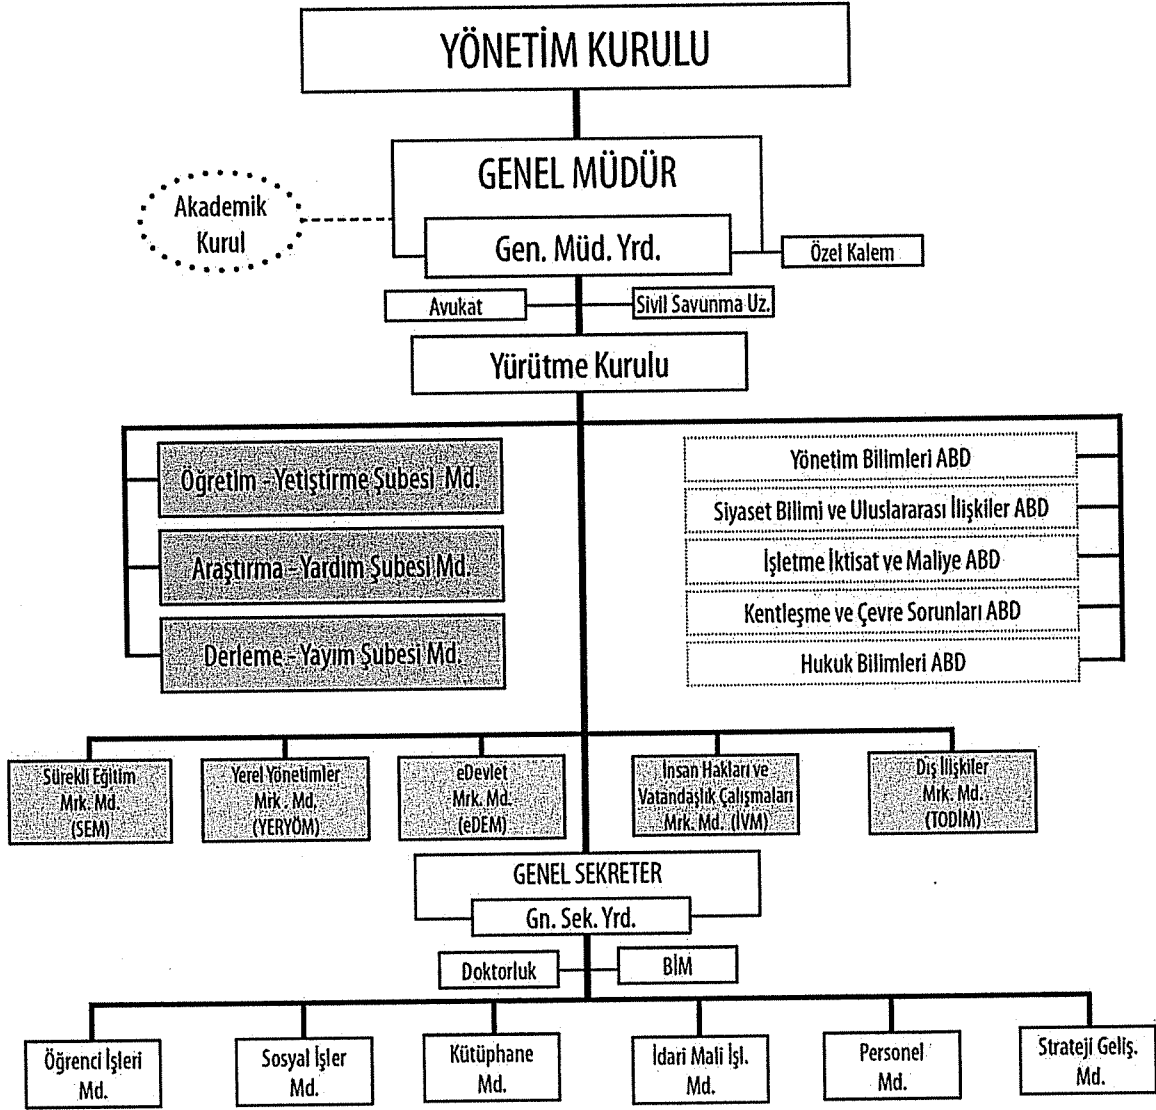 YÖNETİM KURULU
GENEL MÜDÜR
Akademik
Kurul
Gen. Müd. Yrd.
Özel Kalem
Avukat
Sivil Savunma Uz.
Yürütme Kurulu
Öğretim - Yetiştirme Şubesi Md.
Araştırma - Yardım Şubesi Md.
Derleme - Yayım Şubesi Md.
Yönetim Bilimleri ABD
Siyaset Bilimi ve Uluslararası İlişkiler ABD
İşletme İktisat ve Maliye ABD
Kentleşme ve Çevre Sorunları ABD
Hukuk Bilimleri ABD
Sürekli Eğitim
Mrk. Md.
(SEM)
Yerel Yönetimler
Mrk . Md.
(YERYÖM)
eDevlet
Mrk. Md.
(eDEM)
İnsan Hakları ve
Vatandaşlık Çalışmaları
Mrk. Md. (İVM)
Dış İlişkiler
Mrk. Md.
(TODİM)
GENEL SEKRETER
Gn. Sek. Yrd.
Doktorluk
BİM
Öğrenci İşleri
Md.
Sosyal İşler
Md.
Kütüphane
Md.
İdari Mali İşl.
Md.
Personel
Md.
Strateji Geliş.
Md.